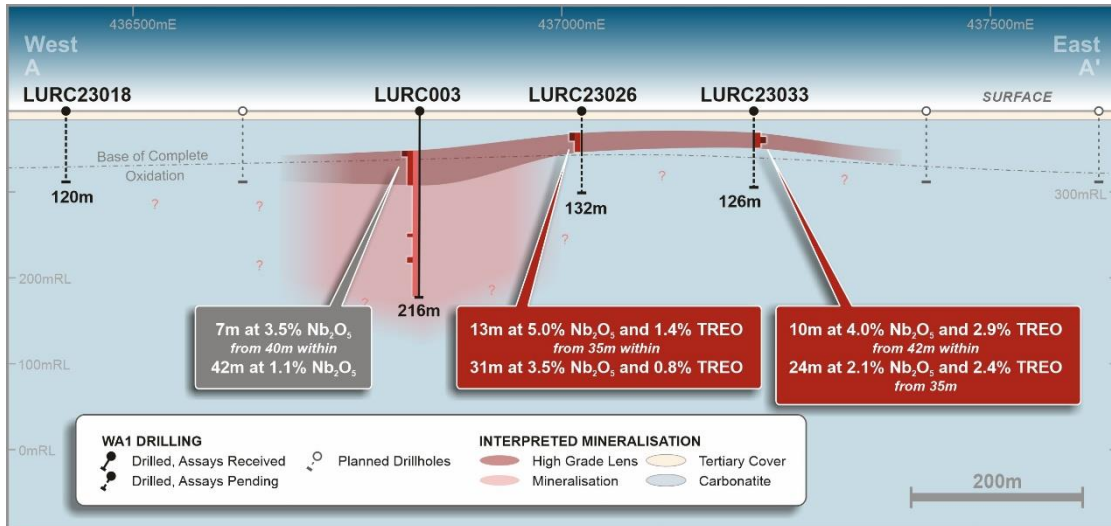 436500mE
437000mE
437500mE
West
A
East
A'
LURC23018
LURC003
LURC23026
LURC23033
SURFACE
Base of Complete
Oxidation
120m
132m
126m
300mRL
?
?
?
?
?
?
?
?
?
200mRL
216m
7m at 3.5% Nb₂O₅
from 40m within
42m at 1.1% Nb₂O₅
13m at 5.0% Nb₂O₅ and 1.4% TREO
from 35m within
31m at 3.5% Nb₂O₅ and 0.8% TREO
10m at 4.0% Nb₂O₅ and 2.9% TREO
from 42m within
24m at 2.1% Nb₂O₅ and 2.4% TREO
from 35m
100mRL
0mRL
WA1 DRILLING
Drilled, Assays Received
Drilled, Assays Pending
Planned Drillholes
INTERPRETED MINERALISATION
High Grade Lens
Mineralisation
Tertiary Cover
Carbonatite
200m